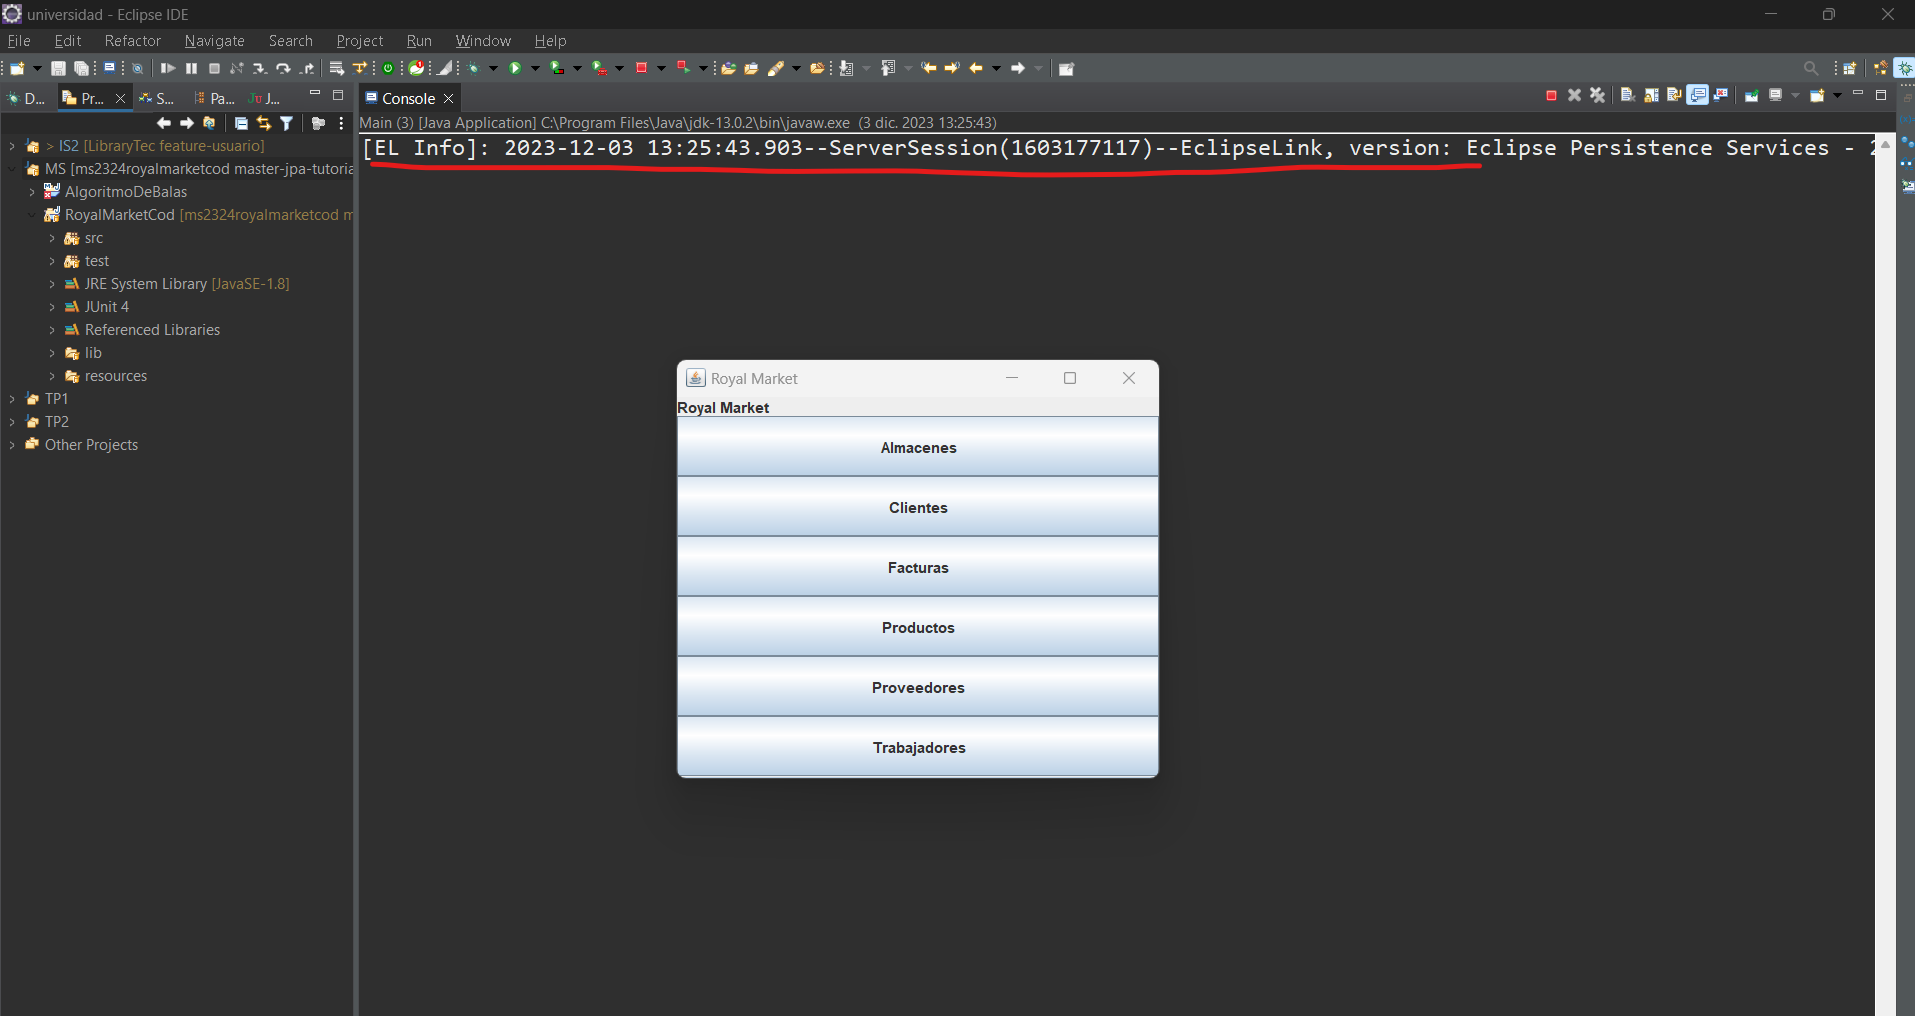 universidad - Eclipse IDE
File Edit Refactor Navigate Search Project Run Window Help
D... Pr... S... Pa... J... Console
Main (3) [Java Application] C:\Program Files\Java\jdk-13.0.2\bin\javaw.exe (3 dic. 2023 13:25:43)
[EL Info]: 2023-12-03 13:25:43.903--ServerSession(1603177117)--EclipseLink, version: Eclipse Persistence Services -
> IS2 [LibraryTec feature-usuario]
MS [ms2324royalmarketcod master-jpa-tutoria
AlgoritmoDeBalas
RoyalMarketCod [ms2324royalmarketcod m
src
test
JRE System Library [JavaSE-1.8]
JUnit 4
Referenced Libraries
lib
resources
TP1
TP2
Other Projects
Royal Market
Royal Market
Almacenes
Clientes
Facturas
Productos
Proveedores
Trabajadores